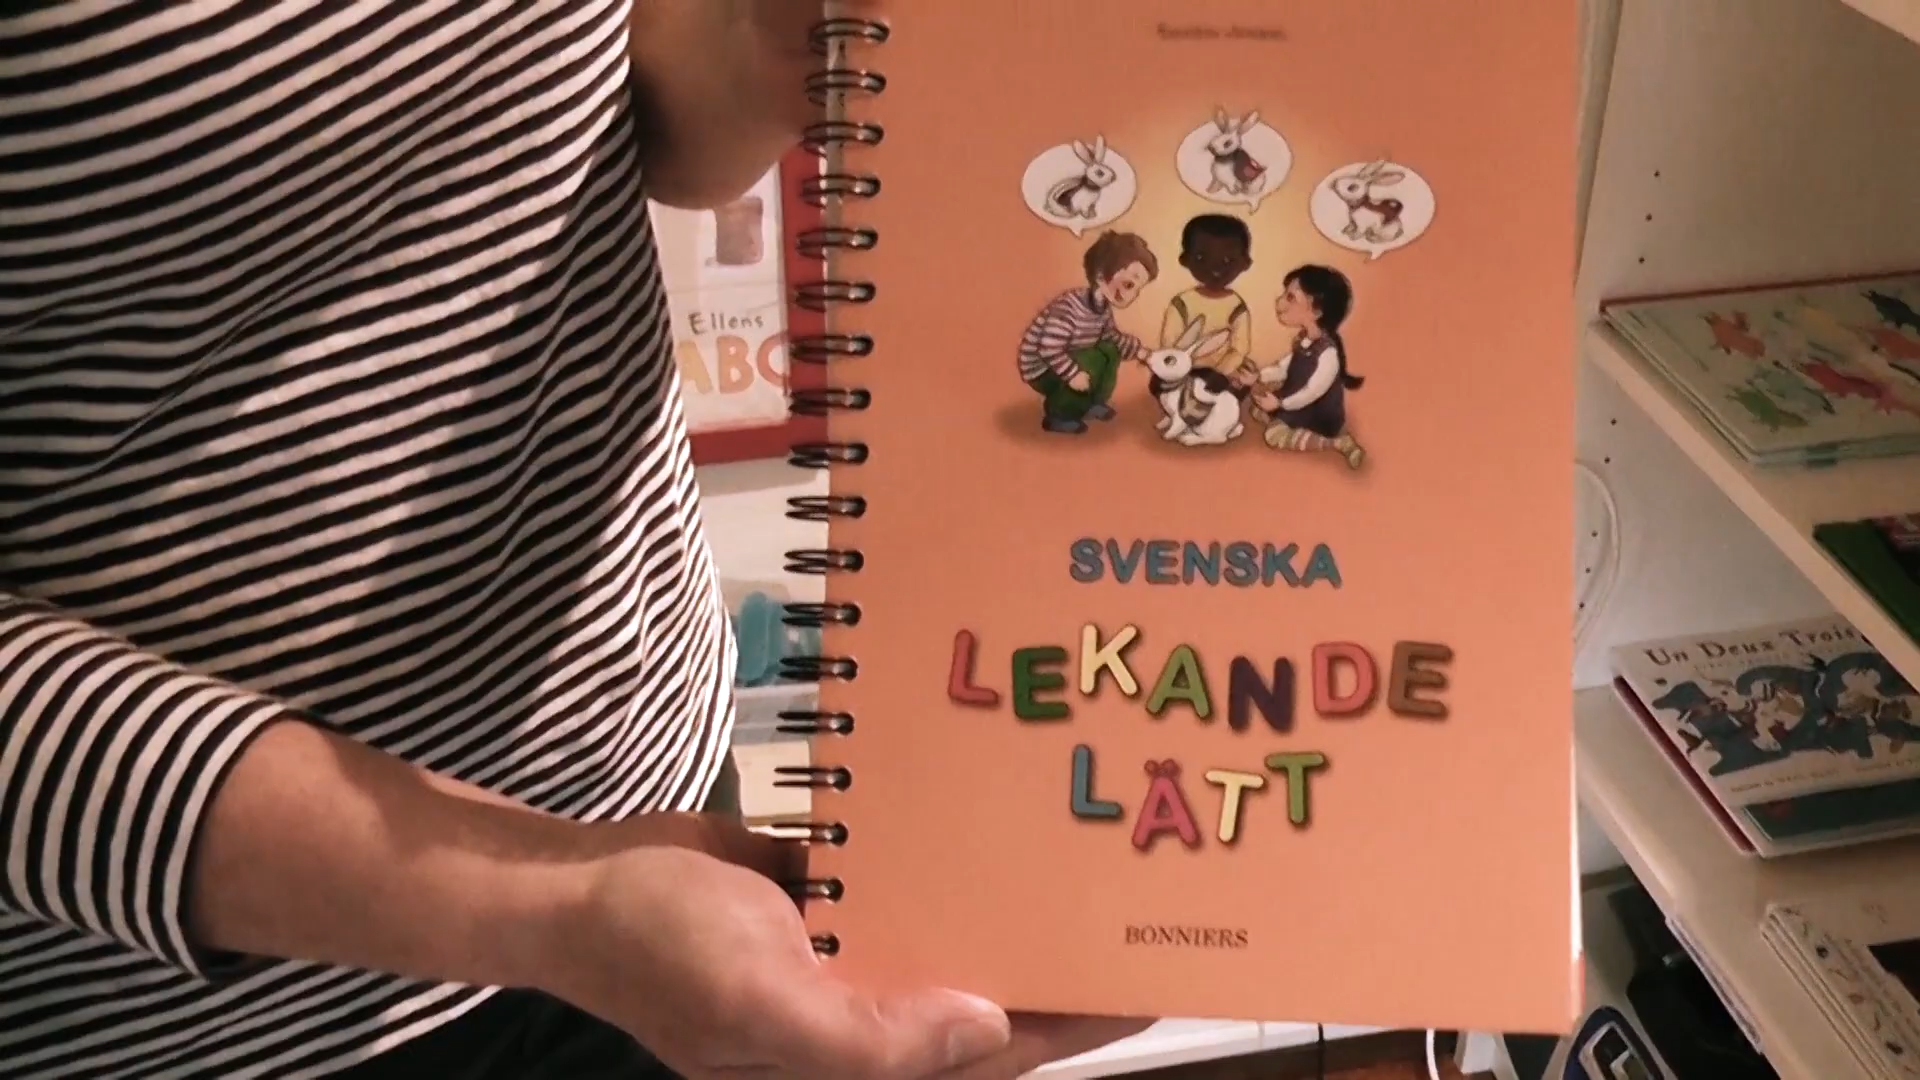 Ellens
ABC
SVENSKA
LEKANDE
LÄTT
BONNIERS
Un Deux Trois